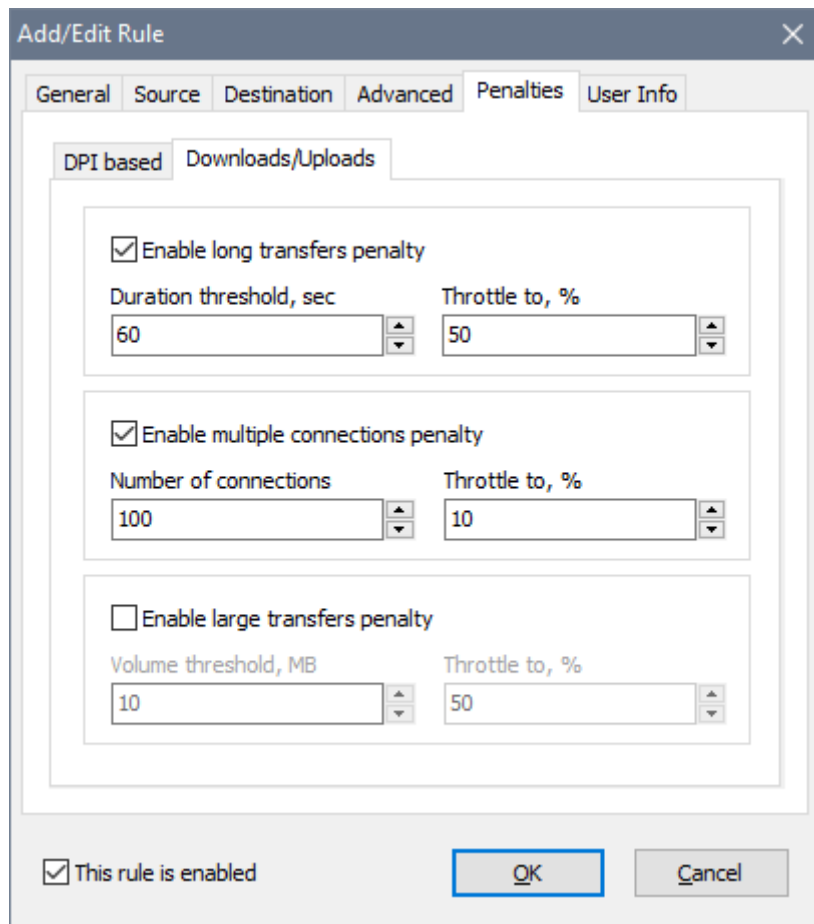 Add/Edit Rule
General Source Destination Advanced Penalties User Info
DPI based Downloads/Uploads
Enable long transfers penalty
Duration threshold, sec Throttle to, %
60 50
Enable multiple connections penalty
Number of connections Throttle to, %
100 10
Enable large transfers penalty
Volume threshold, MB Throttle to, %
10 50
This rule is enabled OK Cancel